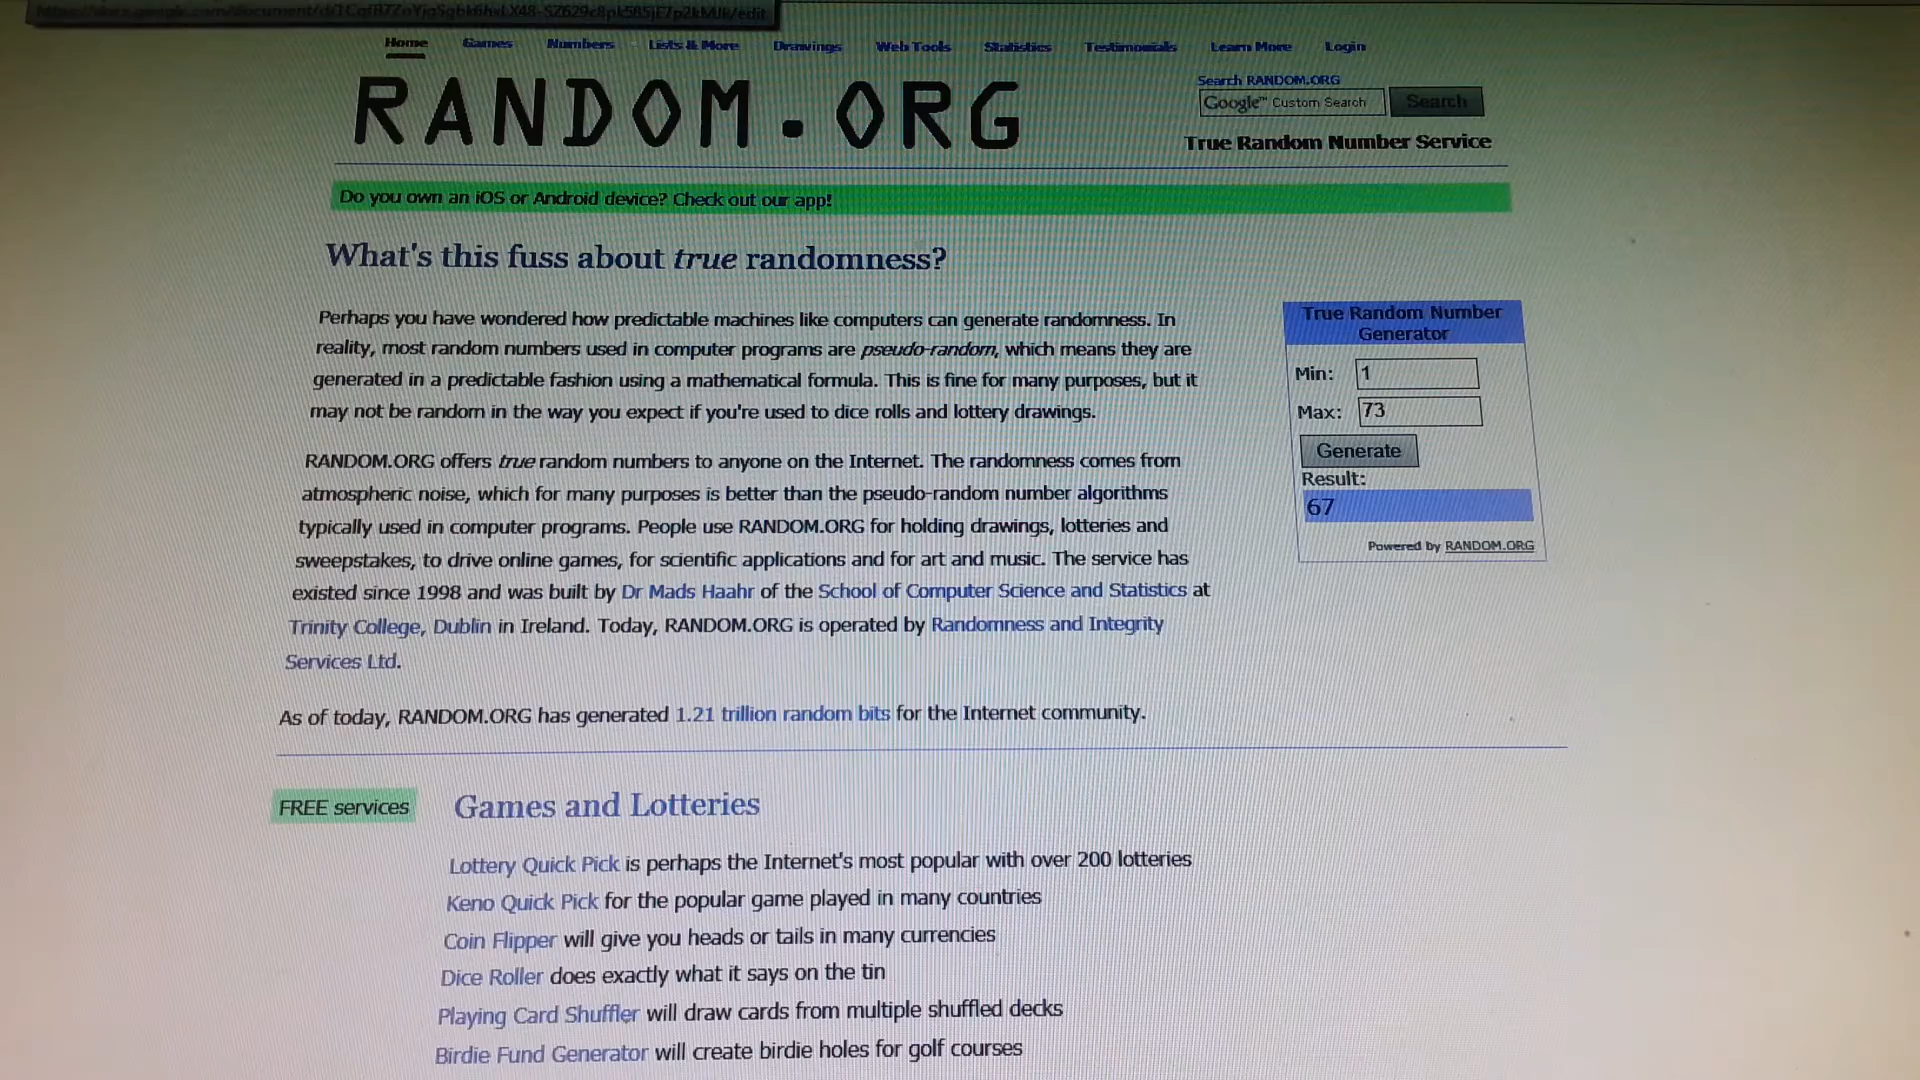 Home Games Numbers Lists & More Drawings Web Tools Statistics Testimonials Learn More Login
RANDOM.ORG
Search RANDOM.ORG
Google™ Custom Search Search
True Random Number Service
Do you own an iOS or Android device? Check out our app!
What's this fuss about true randomness?
Perhaps you have wondered how predictable machines like computers can generate randomness. In
reality, most random numbers used in computer programs are pseudo-random, which means they are
generated in a predictable fashion using a mathematical formula. This is fine for many purposes, but it
may not be random in the way you expect if you're used to dice rolls and lottery drawings.
RANDOM.ORG offers true random numbers to anyone on the Internet. The randomness comes from
atmospheric noise, which for many purposes is better than the pseudo-random number algorithms
typically used in computer programs. People use RANDOM.ORG for holding drawings, lotteries and
sweepstakes, to drive online games, for scientific applications and for art and music. The service has
existed since 1998 and was built by Dr Mads Haahr of the School of Computer Science and Statistics at
Trinity College, Dublin in Ireland. Today, RANDOM.ORG is operated by Randomness and Integrity
Services Ltd.
As of today, RANDOM.ORG has generated 1.21 trillion random bits for the Internet community.
True Random Number
Generator
Min: 1
Max: 73
Generate
Result:
67
Powered by RANDOM.ORG
FREE services
Games and Lotteries
Lottery Quick Pick is perhaps the Internet's most popular with over 200 lotteries
Keno Quick Pick for the popular game played in many countries
Coin Flipper will give you heads or tails in many currencies
Dice Roller does exactly what it says on the tin
Playing Card Shuffler will draw cards from multiple shuffled decks
Birdie Fund Generator will create birdie holes for golf courses